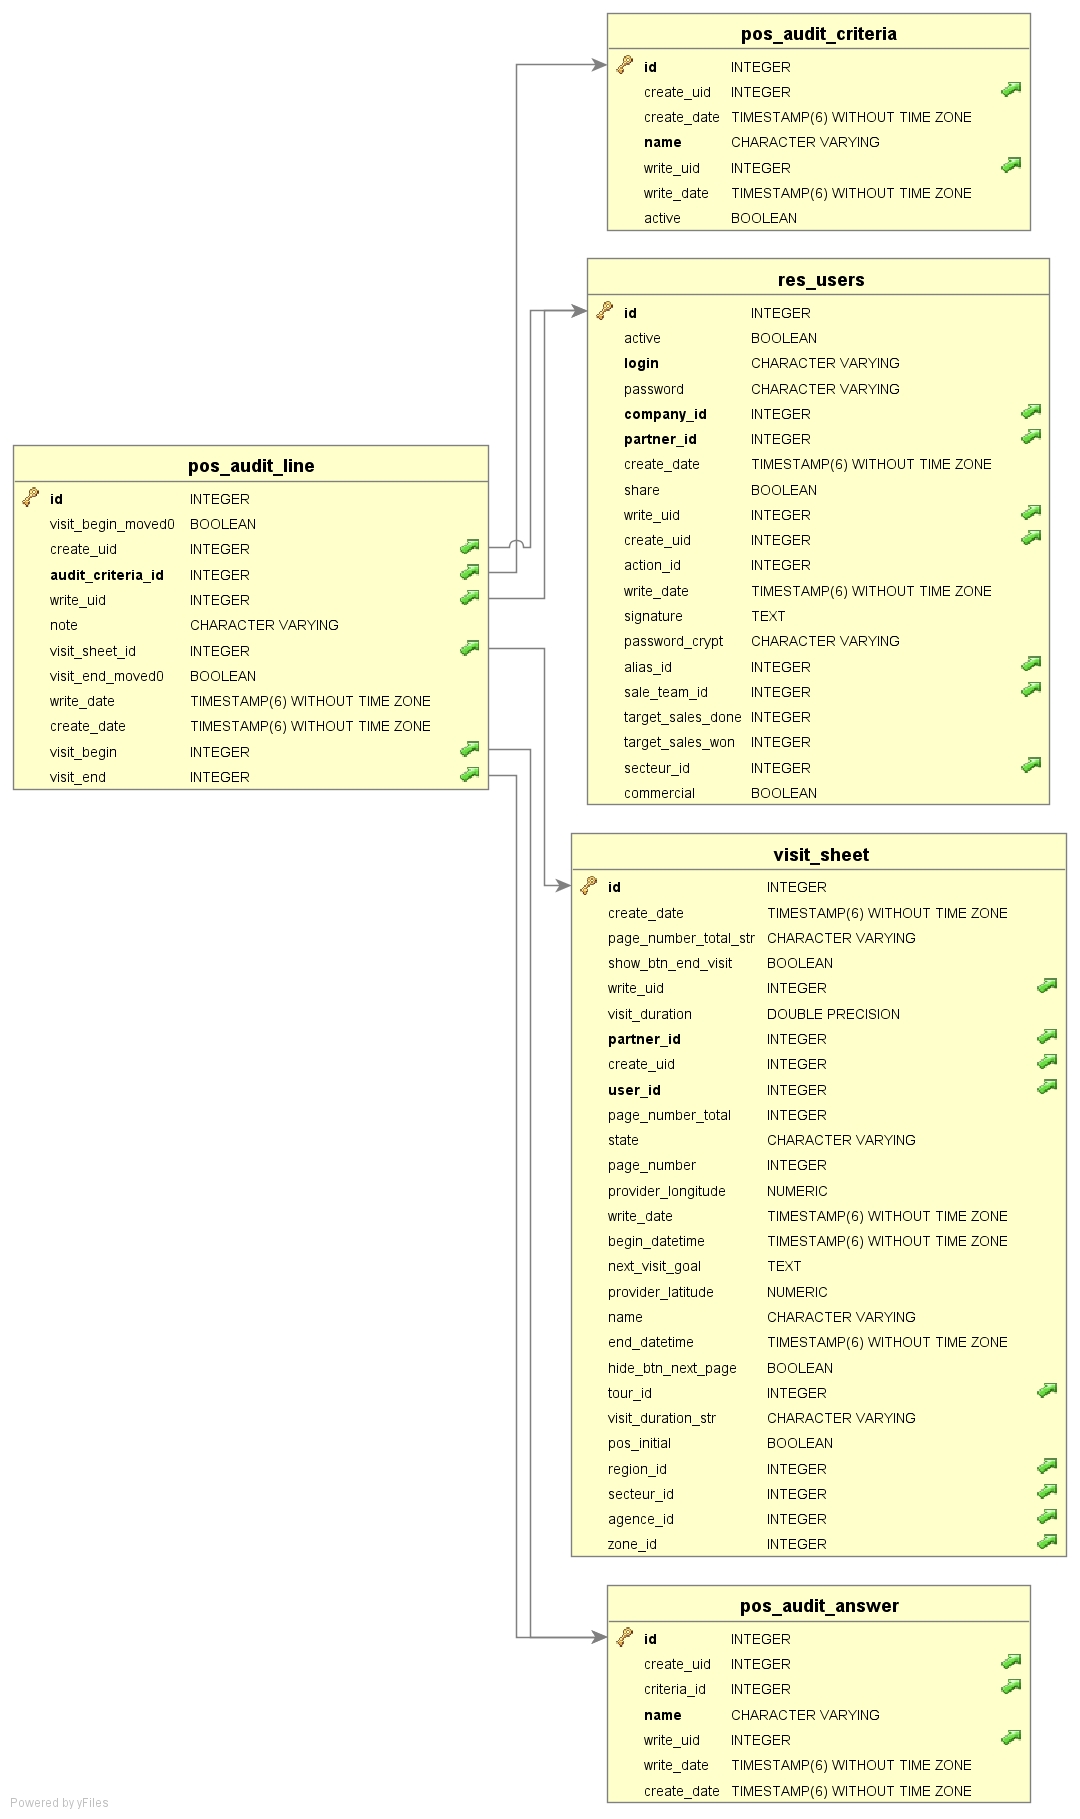 pos_audit_criteria
id INTEGER
create_uid INTEGER
create_date TIMESTAMP(6) WITHOUT TIME ZONE
name CHARACTER VARYING
write_uid INTEGER
write_date TIMESTAMP(6) WITHOUT TIME ZONE
active BOOLEAN
res_users
id INTEGER
active BOOLEAN
login CHARACTER VARYING
password CHARACTER VARYING
company_id INTEGER
partner_id INTEGER
create_date TIMESTAMP(6) WITHOUT TIME ZONE
share BOOLEAN
write_uid INTEGER
create_uid INTEGER
action_id INTEGER
write_date TIMESTAMP(6) WITHOUT TIME ZONE
signature TEXT
password_crypt CHARACTER VARYING
alias_id INTEGER
sale_team_id INTEGER
target_sales_done INTEGER
target_sales_won INTEGER
secteur_id INTEGER
commercial BOOLEAN
pos_audit_line
id INTEGER
visit_begin_moved0 BOOLEAN
create_uid INTEGER
audit_criteria_id INTEGER
write_uid INTEGER
note CHARACTER VARYING
visit_sheet_id INTEGER
visit_end_moved0 BOOLEAN
write_date TIMESTAMP(6) WITHOUT TIME ZONE
create_date TIMESTAMP(6) WITHOUT TIME ZONE
visit_begin INTEGER
visit_end INTEGER
visit_sheet
id INTEGER
create_date TIMESTAMP(6) WITHOUT TIME ZONE
page_number_total_str CHARACTER VARYING
show_btn_end_visit BOOLEAN
write_uid INTEGER
visit_duration DOUBLE PRECISION
partner_id INTEGER
create_uid INTEGER
user_id INTEGER
page_number_total INTEGER
state CHARACTER VARYING
page_number INTEGER
provider_longitude NUMERIC
write_date TIMESTAMP(6) WITHOUT TIME ZONE
begin_datetime TIMESTAMP(6) WITHOUT TIME ZONE
next_visit_goal TEXT
provider_latitude NUMERIC
name CHARACTER VARYING
end_datetime TIMESTAMP(6) WITHOUT TIME ZONE
hide_btn_next_page BOOLEAN
tour_id INTEGER
visit_duration_str CHARACTER VARYING
pos_initial BOOLEAN
region_id INTEGER
secteur_id INTEGER
agence_id INTEGER
zone_id INTEGER
pos_audit_answer
id INTEGER
create_uid INTEGER
criteria_id INTEGER
name CHARACTER VARYING
write_uid INTEGER
write_date TIMESTAMP(6) WITHOUT TIME ZONE
create_date TIMESTAMP(6) WITHOUT TIME ZONE
Powered by yFiles